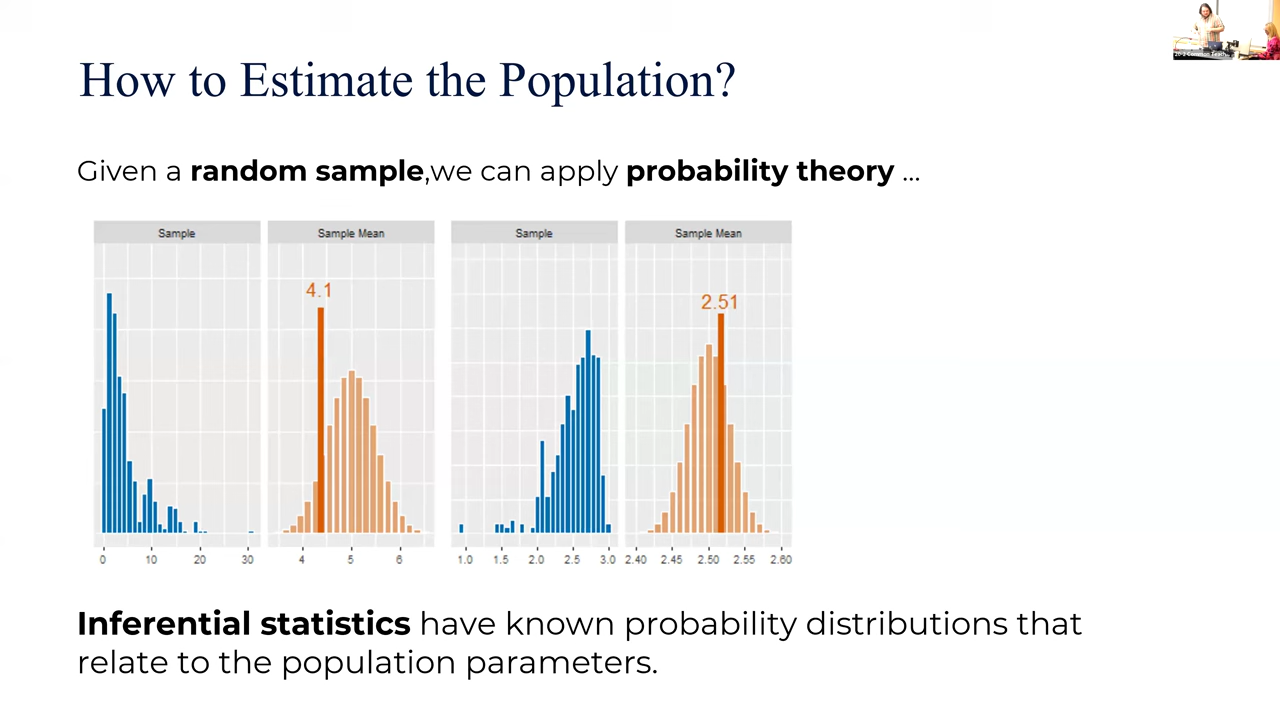 How to Estimate the Population?
Given a random sample,we can apply probability theory ...
Sample
Sample Mean
Sample
Sample Mean
4.1
2.51
0 10 20 30
4 5 6
1.0 1.5 2.0 2.5 3.0
2.40 2.45 2.50 2.55 2.60
Inferential statistics have known probability distributions that
relate to the population parameters.